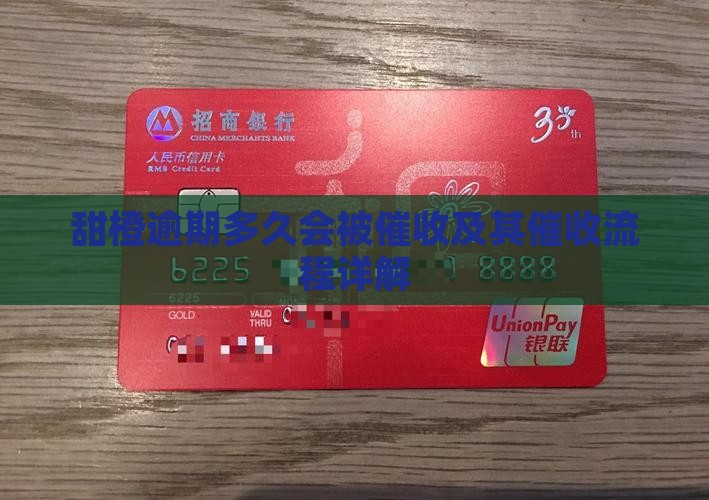 招商银行
CHINA MERCHANTS BANK
30th
人民币信用卡
RMB Credit Card
甜橙逾期多久会被催收及其催收流
程详解
6225 8888
6225
GOLD
VALID
THRU
UnionPay
银联